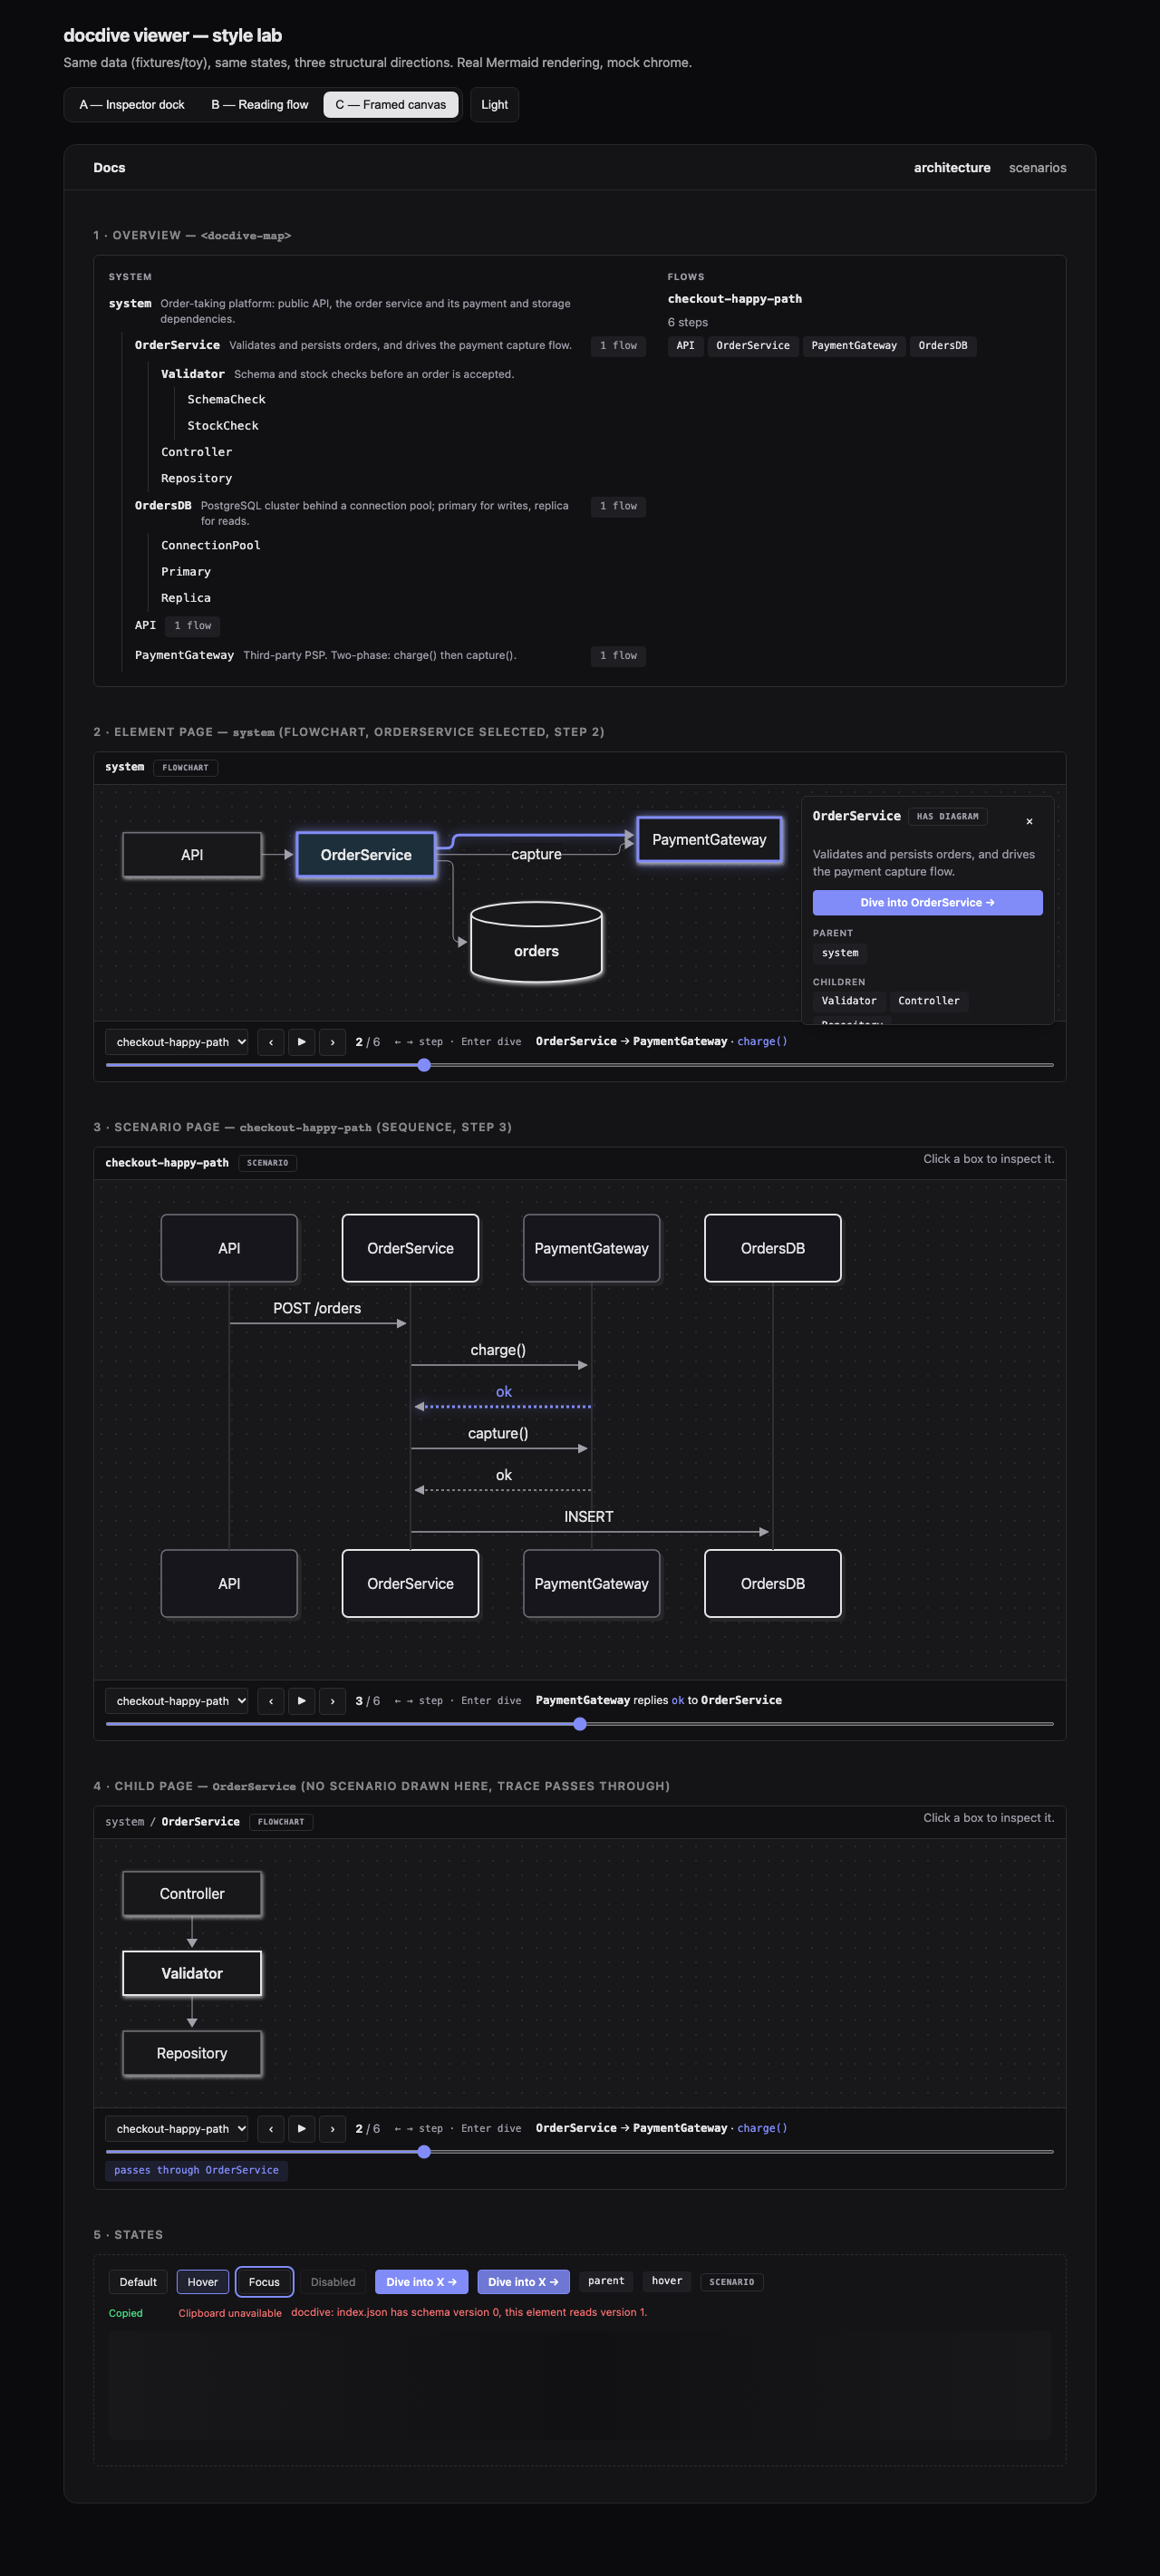 docdive viewer — style lab
Same data (fixtures/toy), same states, three structural directions. Real Mermaid rendering, mock chrome.
A — Inspector dock B — Reading flow C — Framed canvas Light
Docs architecture scenarios
1 · OVERVIEW — <docdive-map>
SYSTEM
system Order-taking platform: public API, the order service and its payment and storage
dependencies.
OrderService Validates and persists orders, and drives the payment capture flow. 1 flow
Validator Schema and stock checks before an order is accepted.
SchemaCheck
StockCheck
Controller
Repository
OrdersDB PostgreSQL cluster behind a connection pool; primary for writes, replica
for reads.
1 flow
ConnectionPool
Primary
Replica
API 1 flow
PaymentGateway Third-party PSP. Two-phase: charge() then capture(). 1 flow
FLOWS
checkout-happy-path
6 steps
API OrderService PaymentGateway OrdersDB
2 · ELEMENT PAGE — system (FLOWCHART, ORDERSERVICE SELECTED, STEP 2)
system FLOWCHART
API
OrderService
capture
PaymentGateway
orders
OrderService HAS DIAGRAM ×
Validates and persists orders, and drives
the payment capture flow.
Dive into OrderService →
PARENT
system
CHILDREN
Validator Controller
Repository
checkout-happy-path ‹ ▶ › 2 / 6 ← → step · Enter dive OrderService → PaymentGateway · charge()
3 · SCENARIO PAGE — checkout-happy-path (SEQUENCE, STEP 3)
checkout-happy-path SCENARIO Click a box to inspect it.
API OrderService PaymentGateway OrdersDB
POST /orders
charge()
ok
capture()
ok
INSERT
API OrderService PaymentGateway OrdersDB
checkout-happy-path ‹ ▶ › 3 / 6 ← → step · Enter dive PaymentGateway replies ok to OrderService
4 · CHILD PAGE — OrderService (NO SCENARIO DRAWN HERE, TRACE PASSES THROUGH)
system / OrderService FLOWCHART Click a box to inspect it.
Controller
Validator
Repository
checkout-happy-path ‹ ▶ › 2 / 6 ← → step · Enter dive OrderService → PaymentGateway · charge()
passes through OrderService
5 · STATES
Default Hover Focus Disabled Dive into X → Dive into X → parent hover SCENARIO
Copied Clipboard unavailable docdive: index.json has schema version 0, this element reads version 1.